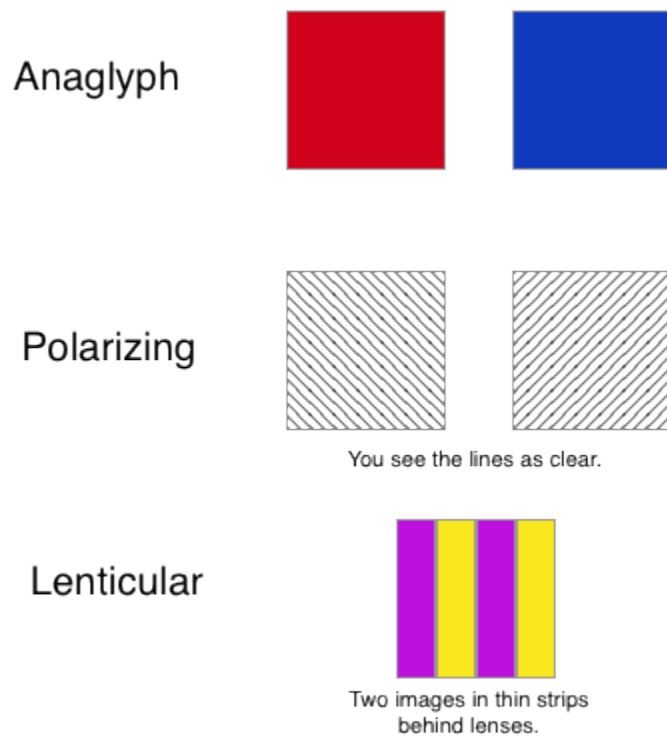 Anaglyph
Polarizing
You see the lines as clear.
Lenticular
Two images in thin strips
behind lenses.